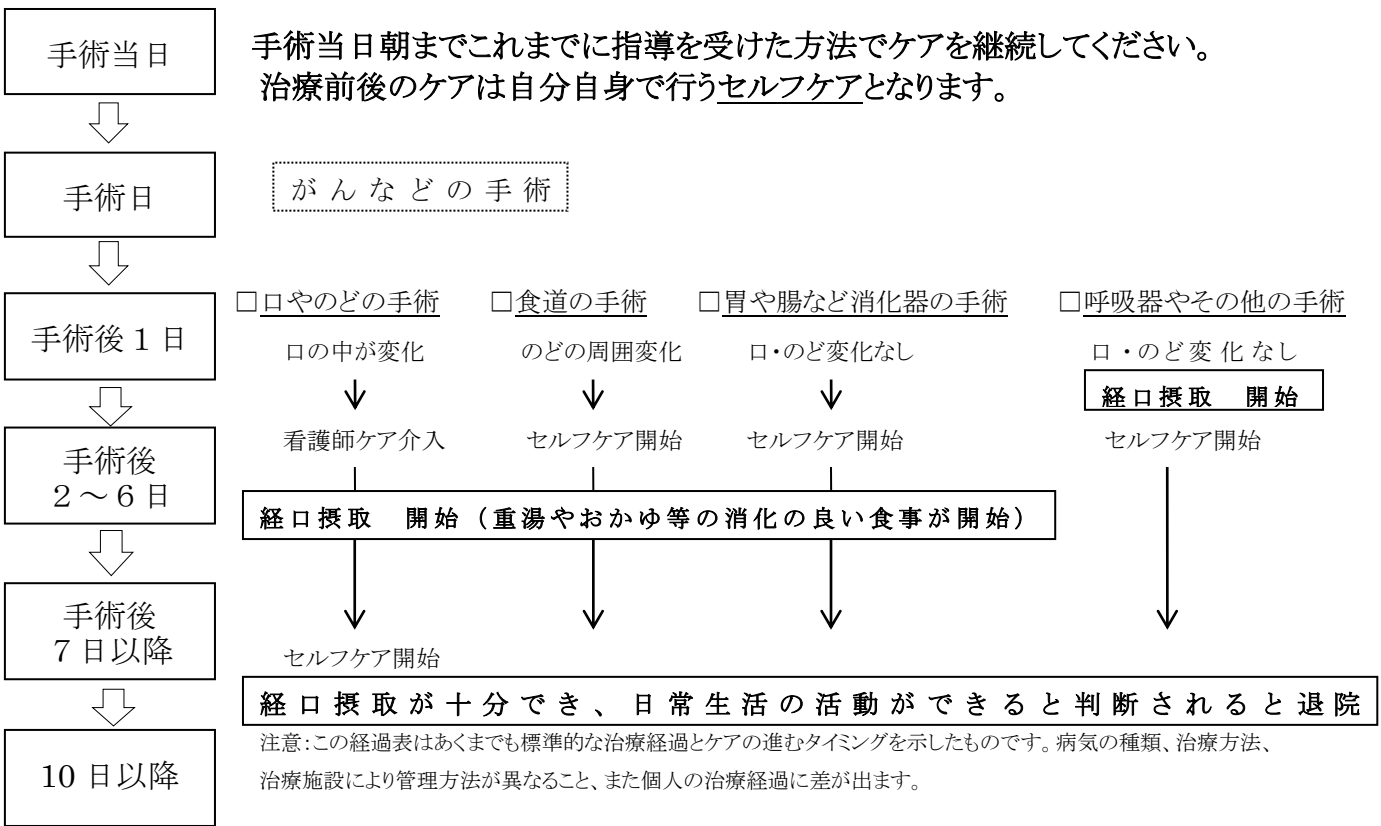 手術当日
手術当日朝までこれまでに指導を受けた方法でケアを継続してください。
治療前後のケアは自分自身で行うセルフケアとなります。
手術日
がんなどの手術
手術後1日
□口やのどの手術 □食道の手術 □胃や腸など消化器の手術 □呼吸器やその他の手術
口の中が変化 のどの周囲変化 口・のど変化なし 口・のど変化なし
経口摂取 開始
看護師ケア介入 セルフケア開始 セルフケア開始 セルフケア開始
手術後
2~6日
経口摂取 開始(重湯やおかゆ等の消化の良い食事が開始)
手術後
7日以降
セルフケア開始
経口摂取が十分でき、日常生活の活動ができると判断されると退院
10日以降
注意:この経過表はあくまでも標準的な治療経過とケアの進むタイミングを示したものです。病気の種類、治療方法、
治療施設により管理方法が異なること、また個人の治療経過に差が出ます。